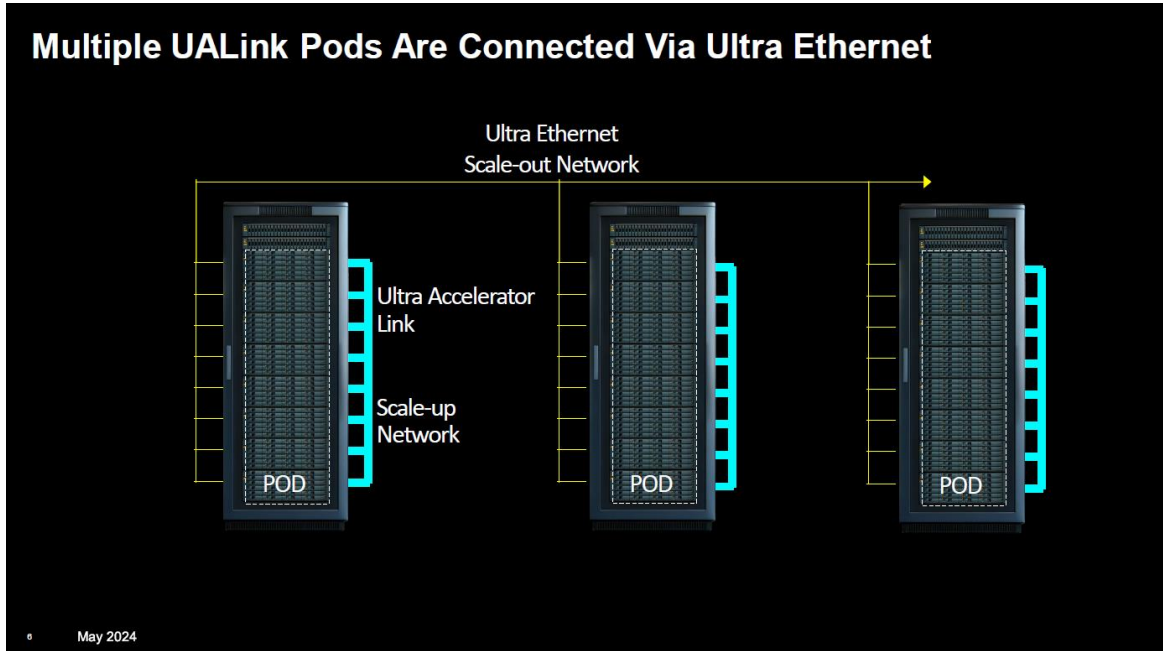 Multiple UALink Pods Are Connected Via Ultra Ethernet
Ultra Ethernet
Scale-out Network
Ultra Accelerator
Link
Scale-up
Network
POD
POD
POD
6
May 2024